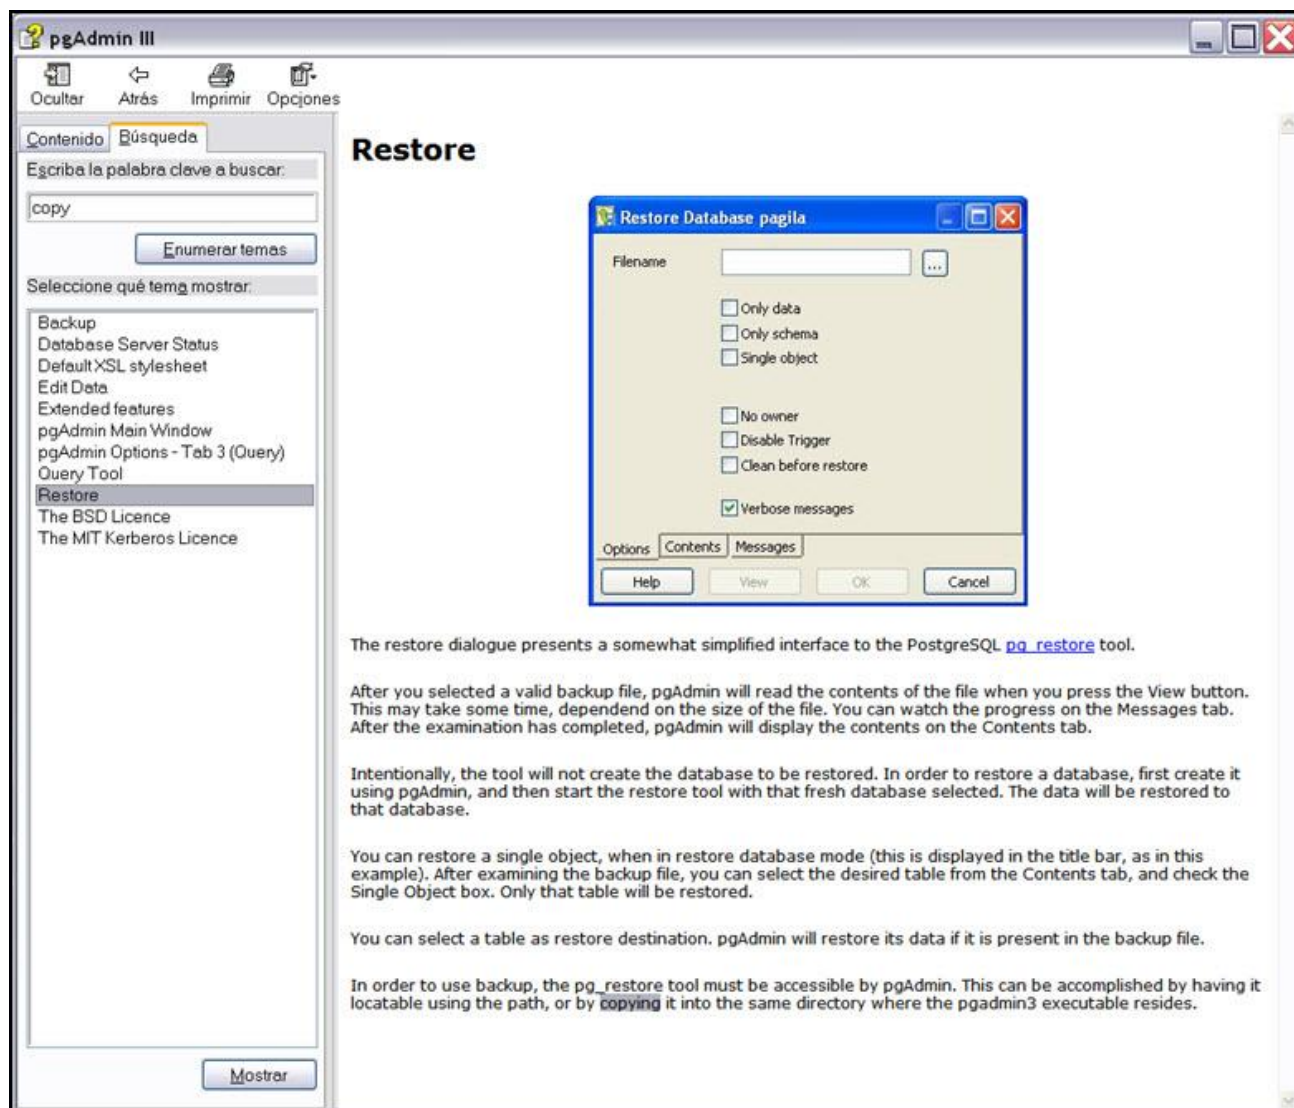 pgAdmin III
Ocultar Atrás Imprimir Opciones
Contenido Búsqueda
Escriba la palabra clave a buscar:
copy
Enumerar temas
Seleccione qué tema mostrar:
Backup
Database Server Status
Default XSL stylesheet
Edit Data
Extended features
pgAdmin Main Window
pgAdmin Options - Tab 3 (Query)
Query Tool
Restore
The BSD Licence
The MIT Kerberos Licence
Mostrar
Restore
Restore Database pagila
Filename
...
Only data
Only schema
Single object
No owner
Disable Trigger
Clean before restore
Verbose messages
Options Contents Messages
Help View OK Cancel
The restore dialogue presents a somewhat simplified interface to the PostgreSQL pg_restore tool.
After you selected a valid backup file, pgAdmin will read the contents of the file when you press the View button.
This may take some time, dependend on the size of the file. You can watch the progress on the Messages tab.
After the examination has completed, pgAdmin will display the contents on the Contents tab.
Intentionally, the tool will not create the database to be restored. In order to restore a database, first create it
using pgAdmin, and then start the restore tool with that fresh database selected. The data will be restored to
that database.
You can restore a single object, when in restore database mode (this is displayed in the title bar, as in this
example). After examining the backup file, you can select the desired table from the Contents tab, and check the
Single Object box. Only that table will be restored.
You can select a table as restore destination. pgAdmin will restore its data if it is present in the backup file.
In order to use backup, the pg_restore tool must be accessible by pgAdmin. This can be accomplished by having it
locatable using the path, or by copying it into the same directory where the pgadmin3 executable resides.